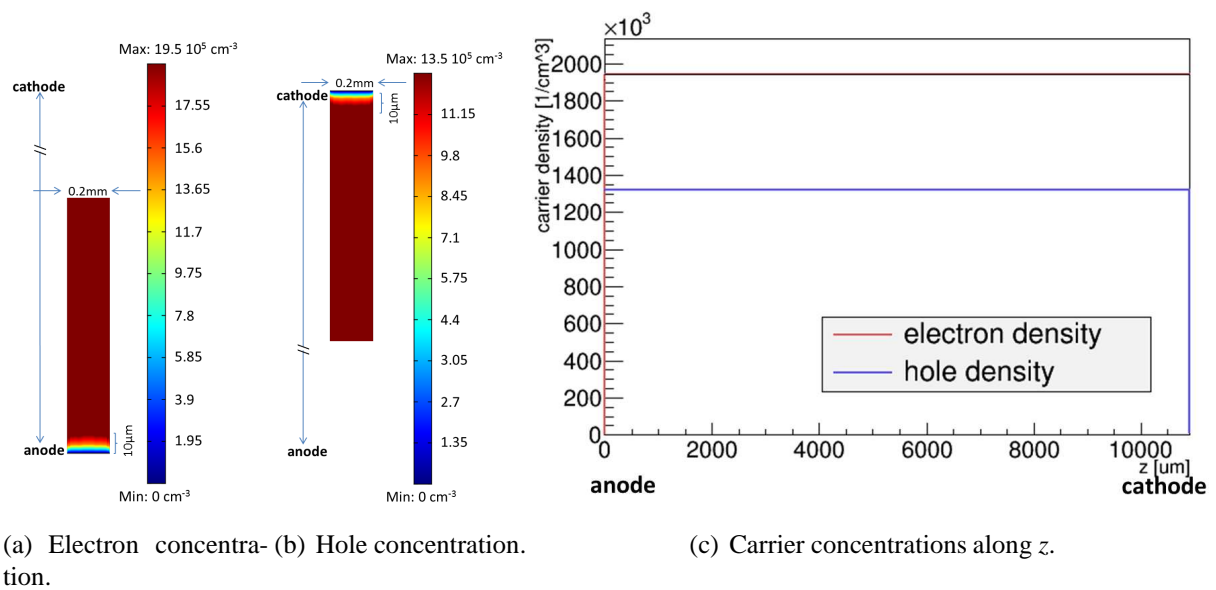 Max: 19.5 10⁵ cm⁻³
cathode
0.2mm
17.55
15.6
13.65
11.7
9.75
7.8
5.85
3.9
1.95
anode
10µm
Min: 0 cm⁻³
Max: 13.5 10⁵ cm⁻³
0.2mm
cathode
10µm
11.15
9.8
8.45
7.1
5.75
4.4
3.05
2.7
1.35
anode
Min: 0 cm⁻³
×10³
carrier density [1/cm^3]
2000
1800
1600
1400
1200
1000
800
600
400
200
0
electron density
hole density
0 2000 4000 6000 8000 10000
z [um]
anode cathode
(a) Electron concentra-
tion.
(b) Hole concentration.
(c) Carrier concentrations along z.